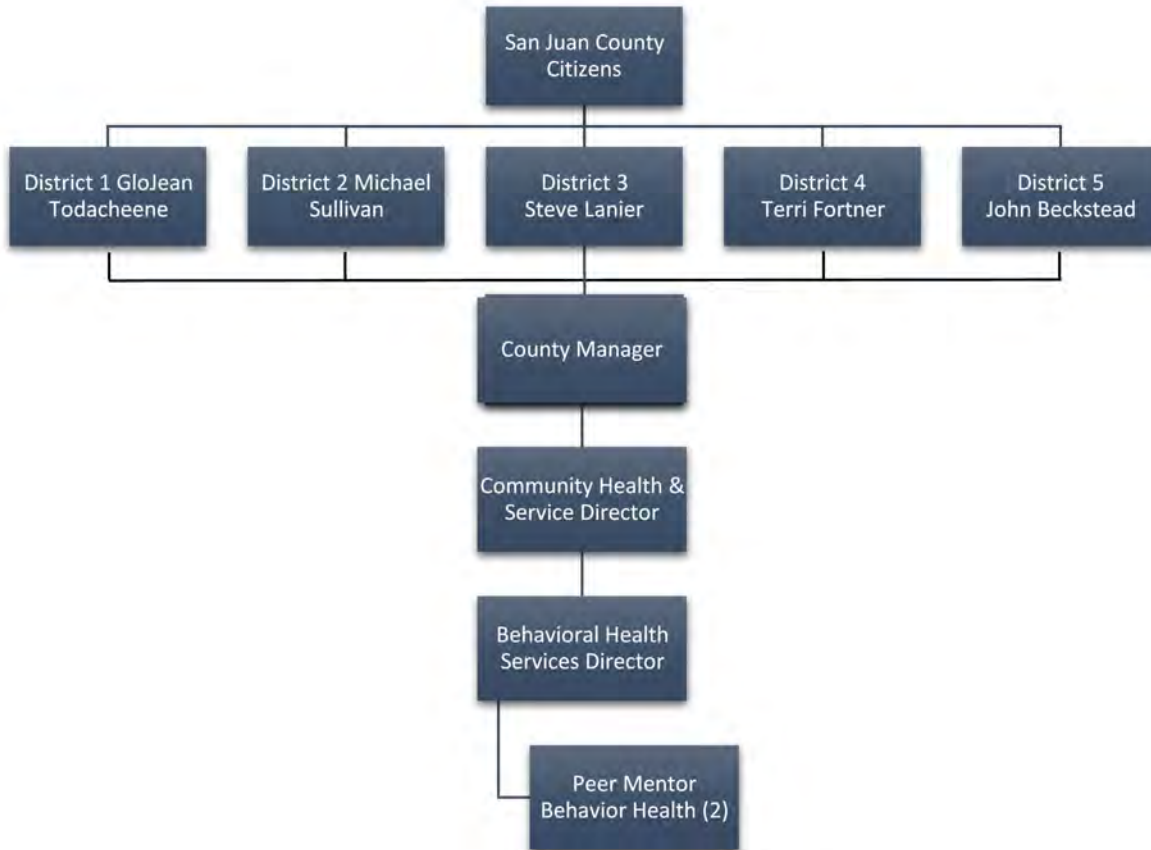 San Juan County
Citizens
District 1 GloJean
Todacheene
District 2 Michael
Sullivan
District 3
Steve Lanier
District 4
Terri Fortner
District 5
John Beckstead
County Manager
Community Health &
Service Director
Behavioral Health
Services Director
Peer Mentor
Behavior Health (2)